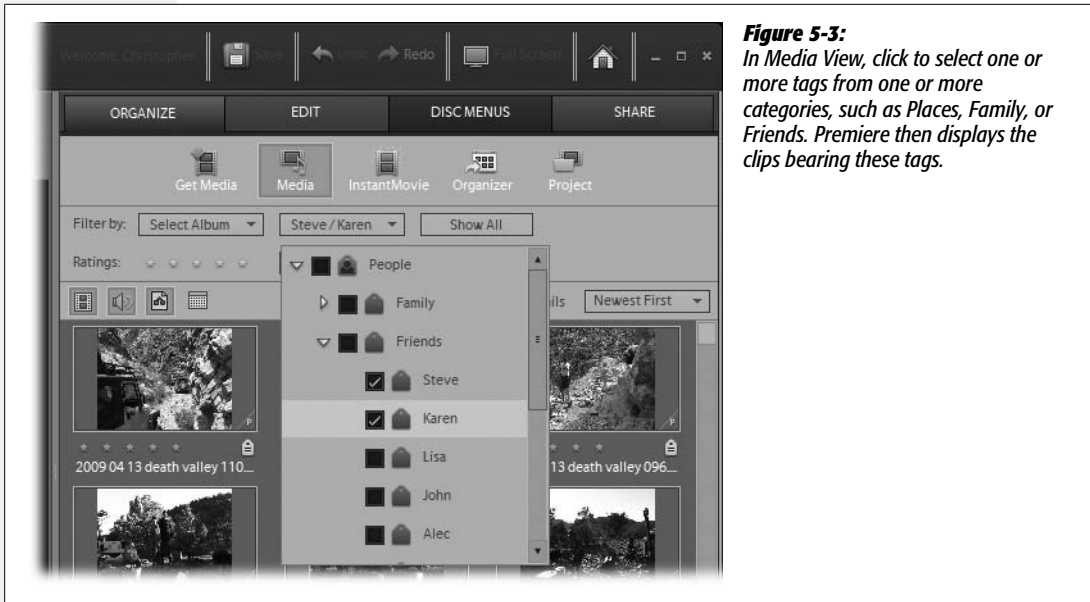 Welcome, Christopher
Save
Undo
Redo
Full Screen
ORGANIZE
EDIT
DISC MENUS
SHARE
Get Media
Media
InstantMovie
Organizer
Project
Filter by:
Select Album
Steve / Karen
Show All
Ratings:
People
Family
Friends
Steve
Karen
Lisa
John
Alec
ils
Newest First
2009 04 13 death valley 110....
13 death valley 096....
Figure 5-3:
In Media View, click to select one or
more tags from one or more
categories, such as Places, Family, or
Friends. Premiere then displays the
clips bearing these tags.